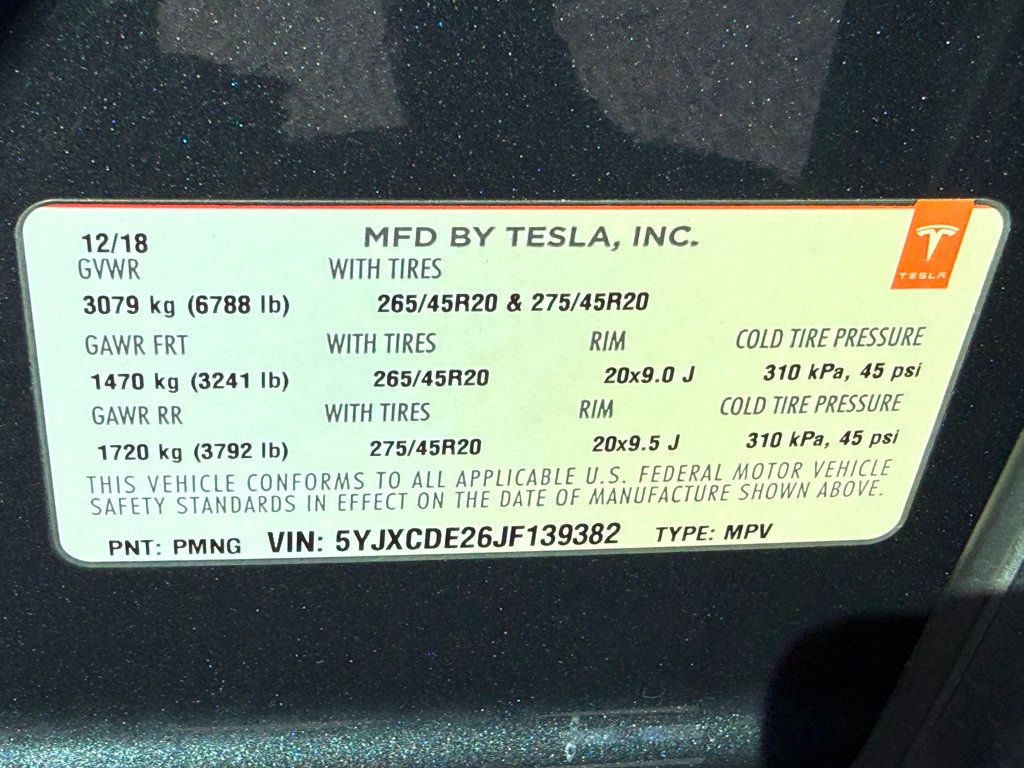 12/18 MFD BY TESLA, INC.
TESLA
GVWR WITH TIRES
3079 kg (6788 lb) 265/45R20 & 275/45R20
GAWR FRT WITH TIRES RIM COLD TIRE PRESSURE
1470 kg (3241 lb) 265/45R20 20x9.0 J 310 kPa, 45 psi
GAWR RR WITH TIRES RIM COLD TIRE PRESSURE
1720 kg (3792 lb) 275/45R20 20x9.5 J 310 kPa, 45 psi
THIS VEHICLE CONFORMS TO ALL APPLICABLE U.S. FEDERAL MOTOR VEHICLE
SAFETY STANDARDS IN EFFECT ON THE DATE OF MANUFACTURE SHOWN ABOVE.
PNT: PMNG VIN: 5YJXCDE26JF139382 TYPE: MPV